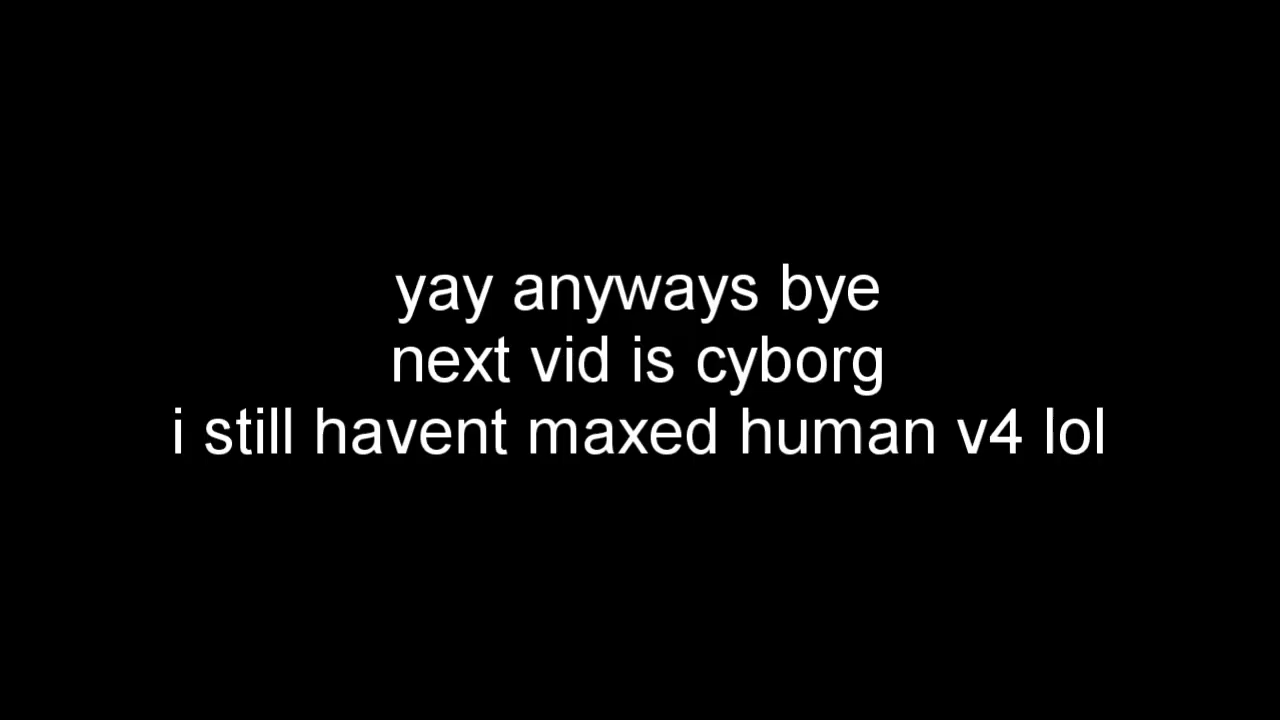 yay anyways bye
next vid is cyborg
i still havent maxed human v4 lol